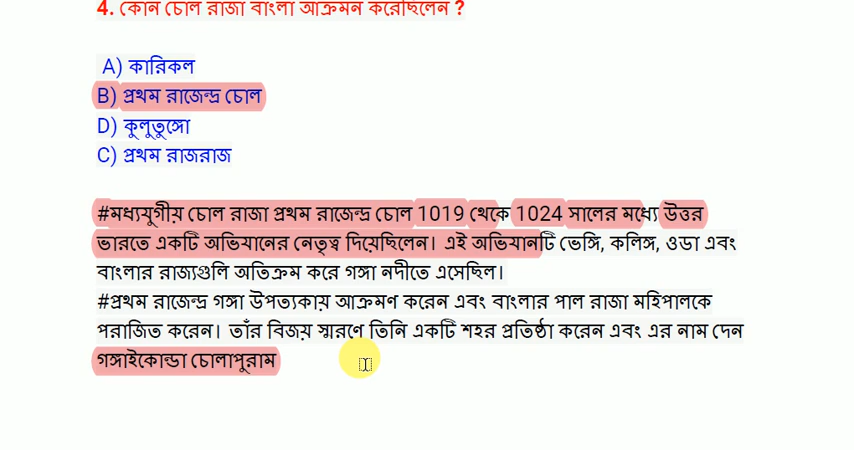 4. কোন চোল রাজা বাংলা আক্রমন করেছিলেন ?
A) কারিকল
B) প্রথম রাজেন্দ্র চোল
D) কুলুতুঙ্গো
C) প্রথম রাজরাজ
#মধ্যযুগীয় চোল রাজা প্রথম রাজেন্দ্র চোল 1019 থেকে 1024 সালের মধ্যে উত্তর
ভারতে একটি অভিযানের নেতৃত্ব দিয়েছিলেন। এই অভিযানটি ভেঙ্গি, কলিঙ্গ, ওডা এবং
বাংলার রাজ্যগুলি অতিক্রম করে গঙ্গা নদীতে এসেছিল।
#প্রথম রাজেন্দ্র গঙ্গা উপত্যকায় আক্রমণ করেন এবং বাংলার পাল রাজা মহিপালকে
পরাজিত করেন। তাঁর বিজয় স্মরণে তিনি একটি শহর প্রতিষ্ঠা করেন এবং এর নাম দেন
গঙ্গাইকোন্ডা চোলাপুরাম